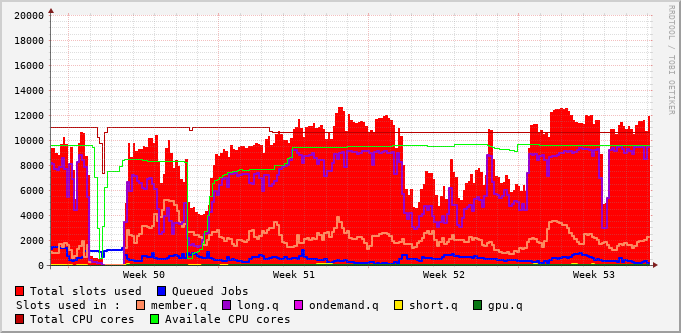 20000
18000
16000
14000
12000
10000
8000
6000
4000
2000
0
Week 50 Week 51 Week 52 Week 53
RRDTOOL / TOBI OETIKER
Total slots used Queued Jobs
Slots used in : member.q long.q ondemand.q short.q gpu.q
Total CPU cores Availale CPU cores